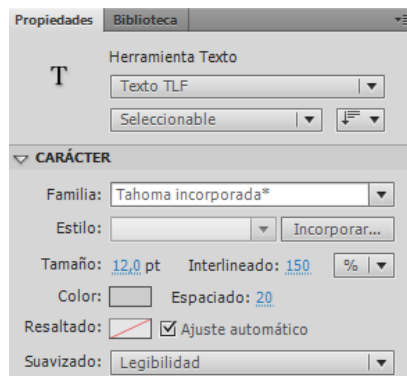 Propiedades Biblioteca
Herramienta Texto
T
Texto TLF
Seleccionable
CARÁCTER
Familia: Tahoma incorporada*
Estilo: Incorporar...
Tamaño: 12,0 pt Interlineado: 150 %
Color: Espaciado: 20
Resaltado: Ajuste automático
Suavizado: Legibilidad